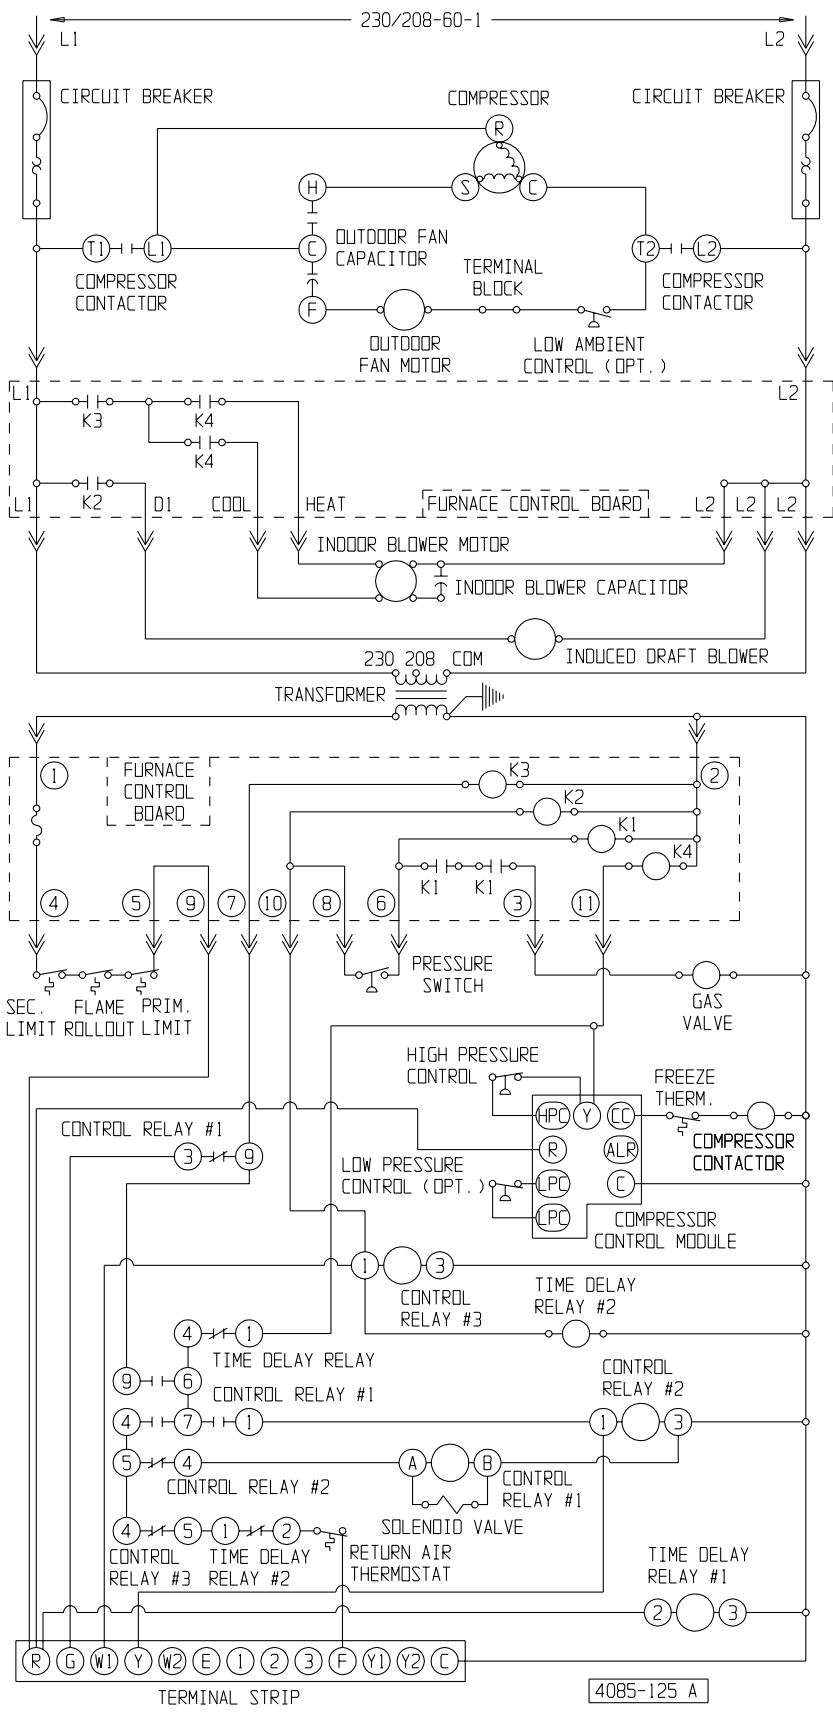 230/208-60-1
L1
L2
CIRCUIT BREAKER
COMPRESSOR
CIRCUIT BREAKER
R
H
S
C
T1
L1
C
OUTDOOR FAN
CAPACITOR
T2
L2
COMPRESSOR
CONTACTOR
TERMINAL
BLOCK
COMPRESSOR
CONTACTOR
F
OUTDOOR
FAN MOTOR
LOW AMBIENT
CONTROL (OPT.)
L1
L2
K3
K4
K4
L1
K2
D1
COOL
HEAT
FURNACE CONTROL BOARD
L2
L2
L2
INDOOR BLOWER MOTOR
INDOOR BLOWER CAPACITOR
INDUCED DRAFT BLOWER
230 208 COM
TRANSFORMER
1
FURNACE
CONTROL
BOARD
K3
2
K2
K1
K4
K1
K1
4
5
9
7
10
8
6
3
11
PRESSURE
SWITCH
SEC.
LIMIT
FLAME
ROLLOUT
PRIM.
LIMIT
GAS
VALVE
HIGH PRESSURE
CONTROL
FREEZE
THERM.
HPC
Y
CC
CONTROL RELAY #1
3
9
R
ALR
COMPRESSOR
CONTACTOR
LOW PRESSURE
CONTROL (OPT.)
LPC
C
LPC
COMPRESSOR
CONTROL MODULE
1
3
CONTROL
RELAY #3
TIME DELAY
RELAY #2
4
1
TIME DELAY RELAY
9
6
CONTROL RELAY #1
CONTROL
RELAY #2
4
7
1
1
3
5
4
A
B
CONTROL RELAY #2
CONTROL
RELAY #1
SOLENOID VALVE
4
5
1
2
CONTROL
RELAY #3
TIME DELAY
RELAY #2
RETURN AIR
THERMOSTAT
TIME DELAY
RELAY #1
2
3
R
G
W1
Y
W2
E
1
2
3
F
Y1
Y2
C
TERMINAL STRIP
4085-125 A